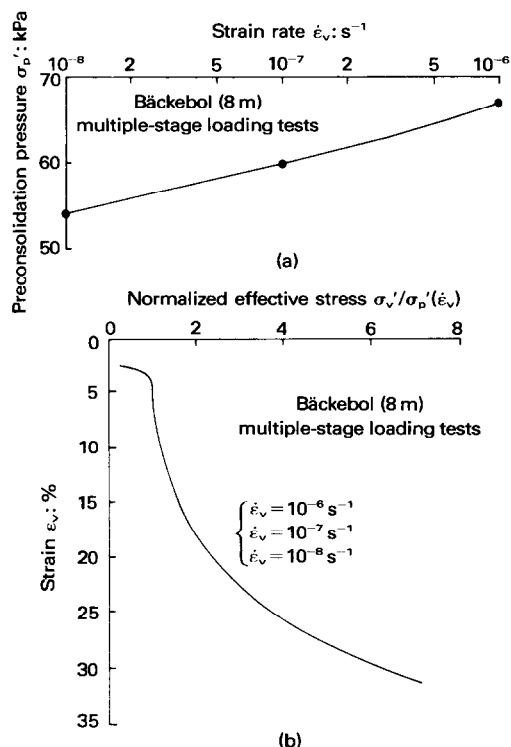 Strain rate ε̇ᵥ: s⁻¹
10⁻⁸ 2 5 10⁻⁷ 2 5 10⁻⁶
Preconsolidation pressure σₚ′: kPa
70
60
50
Bäckebol (8 m)
multiple-stage loading tests
(a)
Normalized effective stress σᵥ′/σₚ′(ε̇ᵥ)
0 2 4 6 8
Strain εᵥ: %
0
5
10
15
20
25
30
35
Bäckebol (8 m)
multiple-stage loading tests
ε̇ᵥ = 10⁻⁶ s⁻¹
ε̇ᵥ = 10⁻⁷ s⁻¹
ε̇ᵥ = 10⁻⁸ s⁻¹
(b)